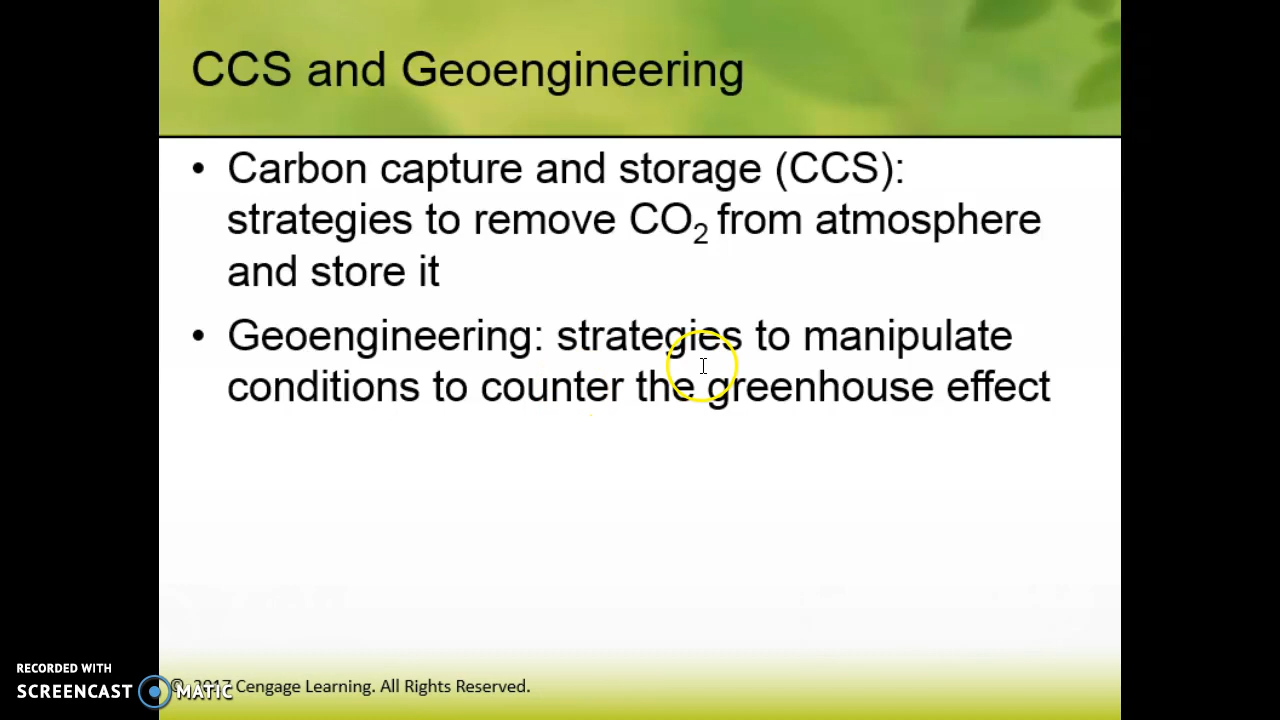 CCS and Geoengineering
• Carbon capture and storage (CCS):
strategies to remove CO₂ from atmosphere
and store it
• Geoengineering: strategies to manipulate
conditions to counter the greenhouse effect
RECORDED WITH
SCREENCAST MATIC
© 2017 Cengage Learning. All Rights Reserved.